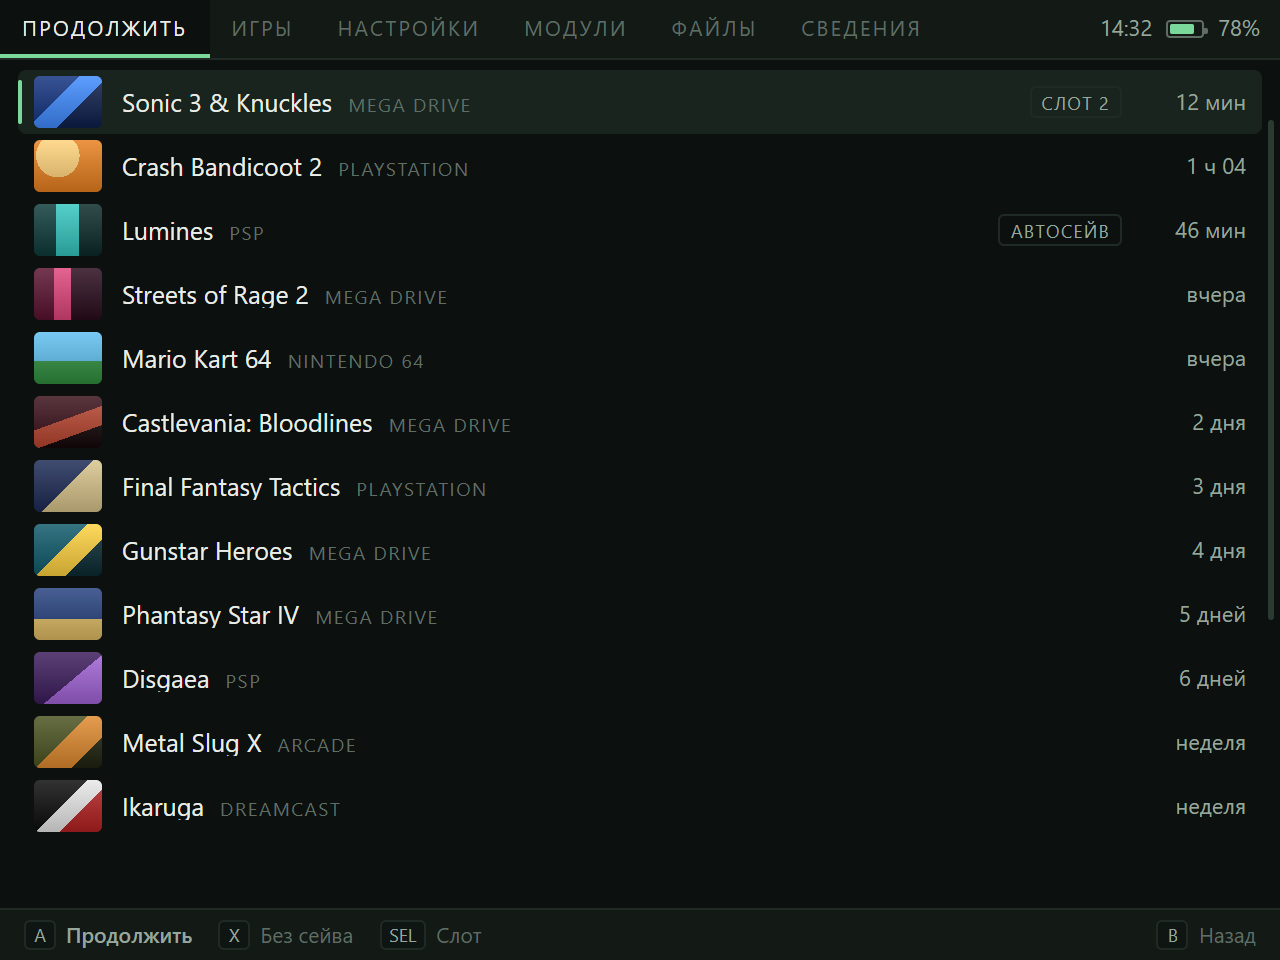 ПРОДОЛЖИТЬ ИГРЫ НАСТРОЙКИ МОДУЛИ ФАЙЛЫ СВЕДЕНИЯ 14:32 78%
Sonic 3 & Knuckles MEGA DRIVE СЛОТ 2 12 мин
Crash Bandicoot 2 PLAYSTATION 1 ч 04
Lumines PSP АВТОСЕЙВ 46 мин
Streets of Rage 2 MEGA DRIVE вчера
Mario Kart 64 NINTENDO 64 вчера
Castlevania: Bloodlines MEGA DRIVE 2 дня
Final Fantasy Tactics PLAYSTATION 3 дня
Gunstar Heroes MEGA DRIVE 4 дня
Phantasy Star IV MEGA DRIVE 5 дней
Disgaea PSP 6 дней
Metal Slug X ARCADE неделя
Ikaruga DREAMCAST неделя
A Продолжить X Без сейва SEL Слот B Назад